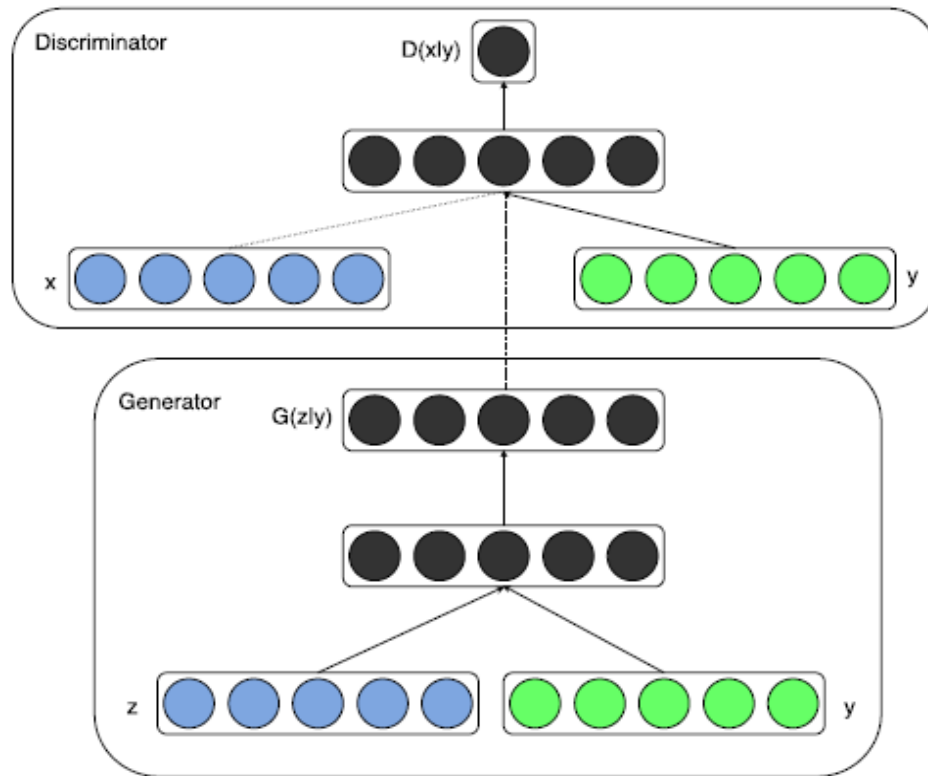 Discriminator
D(x|y)
x
y
Generator
G(z|y)
z
y